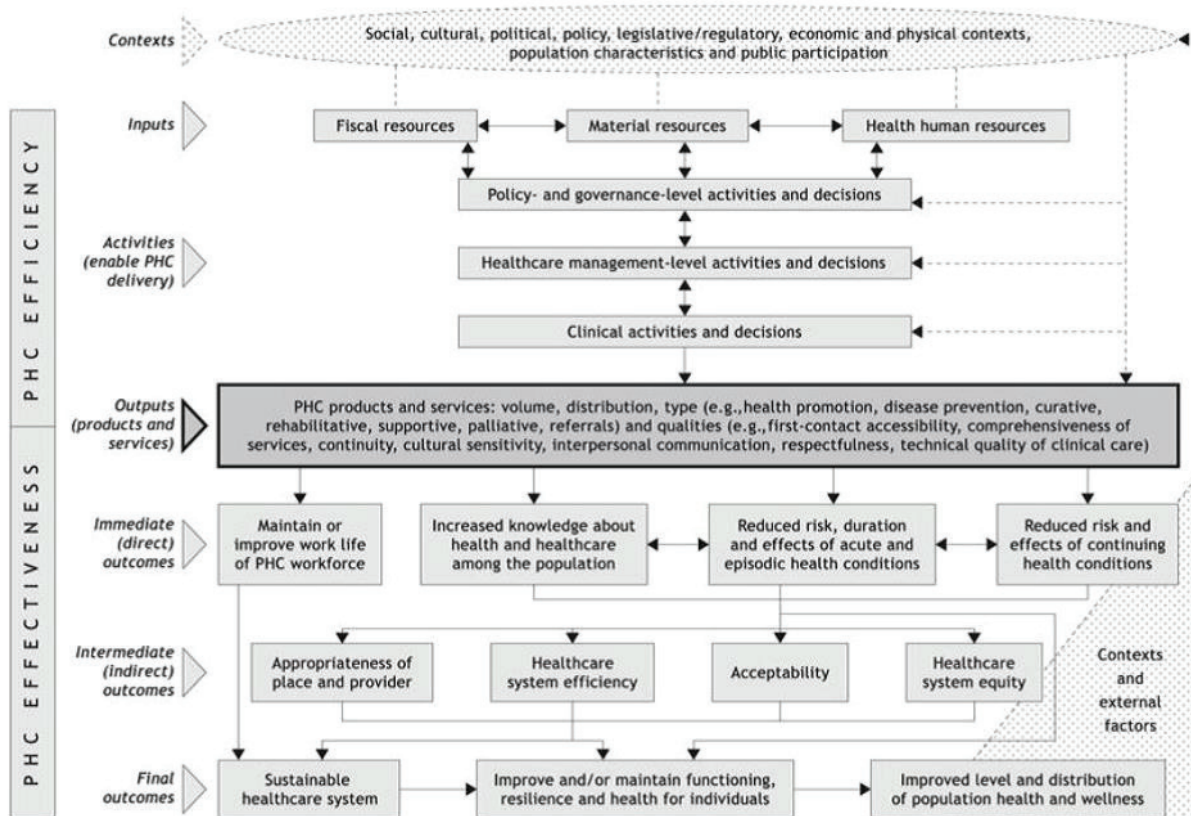 Contexts
Social, cultural, political, policy, legislative/regulatory, economic and physical contexts,
population characteristics and public participation
PHC EFFICIENCY
Inputs
Fiscal resources
Material resources
Health human resources
Policy- and governance-level activities and decisions
Activities
(enable PHC
delivery)
Healthcare management-level activities and decisions
Clinical activities and decisions
Outputs
(products and
services)
PHC products and services: volume, distribution, type (e.g.,health promotion, disease prevention, curative,
rehabilitative, supportive, palliative, referrals) and qualities (e.g.,first-contact accessibility, comprehensiveness of
services, continuity, cultural sensitivity, interpersonal communication, respectfulness, technical quality of clinical care)
PHC EFFECTIVENESS
Immediate
(direct)
outcomes
Maintain or
improve work life
of PHC workforce
Increased knowledge about
health and healthcare
among the population
Reduced risk, duration
and effects of acute and
episodic health conditions
Reduced risk and
effects of continuing
health conditions
Intermediate
(indirect)
outcomes
Appropriateness of
place and provider
Healthcare
system efficiency
Acceptability
Healthcare
system equity
Contexts
and
external
factors
Final
outcomes
Sustainable
healthcare system
Improve and/or maintain functioning,
resilience and health for individuals
Improved level and distribution
of population health and wellness